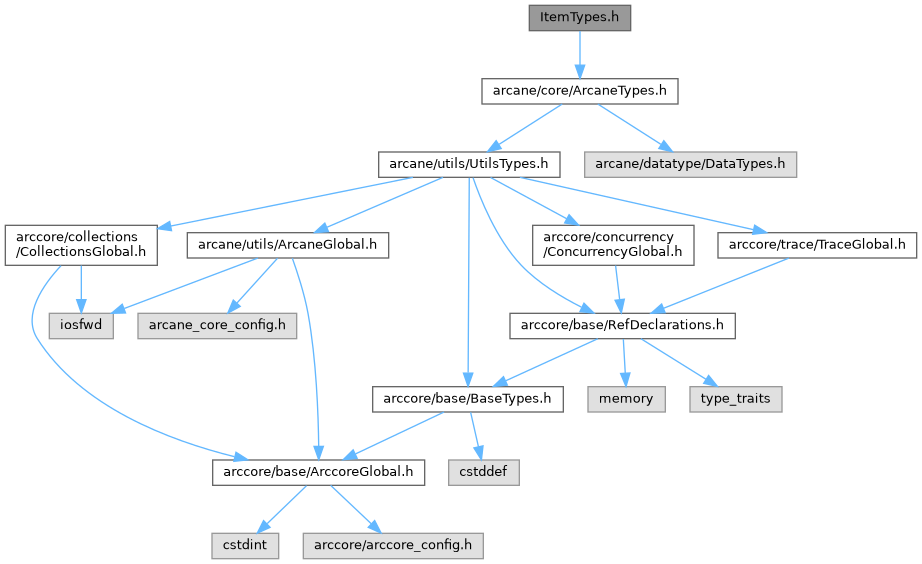 ItemTypes.h
arcane/core/ArcaneTypes.h
arcane/utils/UtilsTypes.h
arcane/datatype/DataTypes.h
arccore/collections
/CollectionsGlobal.h
arcane/utils/ArcaneGlobal.h
arccore/concurrency
/ConcurrencyGlobal.h
arccore/trace/TraceGlobal.h
iosfwd
arcane_core_config.h
arccore/base/RefDeclarations.h
arccore/base/BaseTypes.h
memory
type_traits
arccore/base/ArccoreGlobal.h
cstddef
cstdint
arccore/arccore_config.h